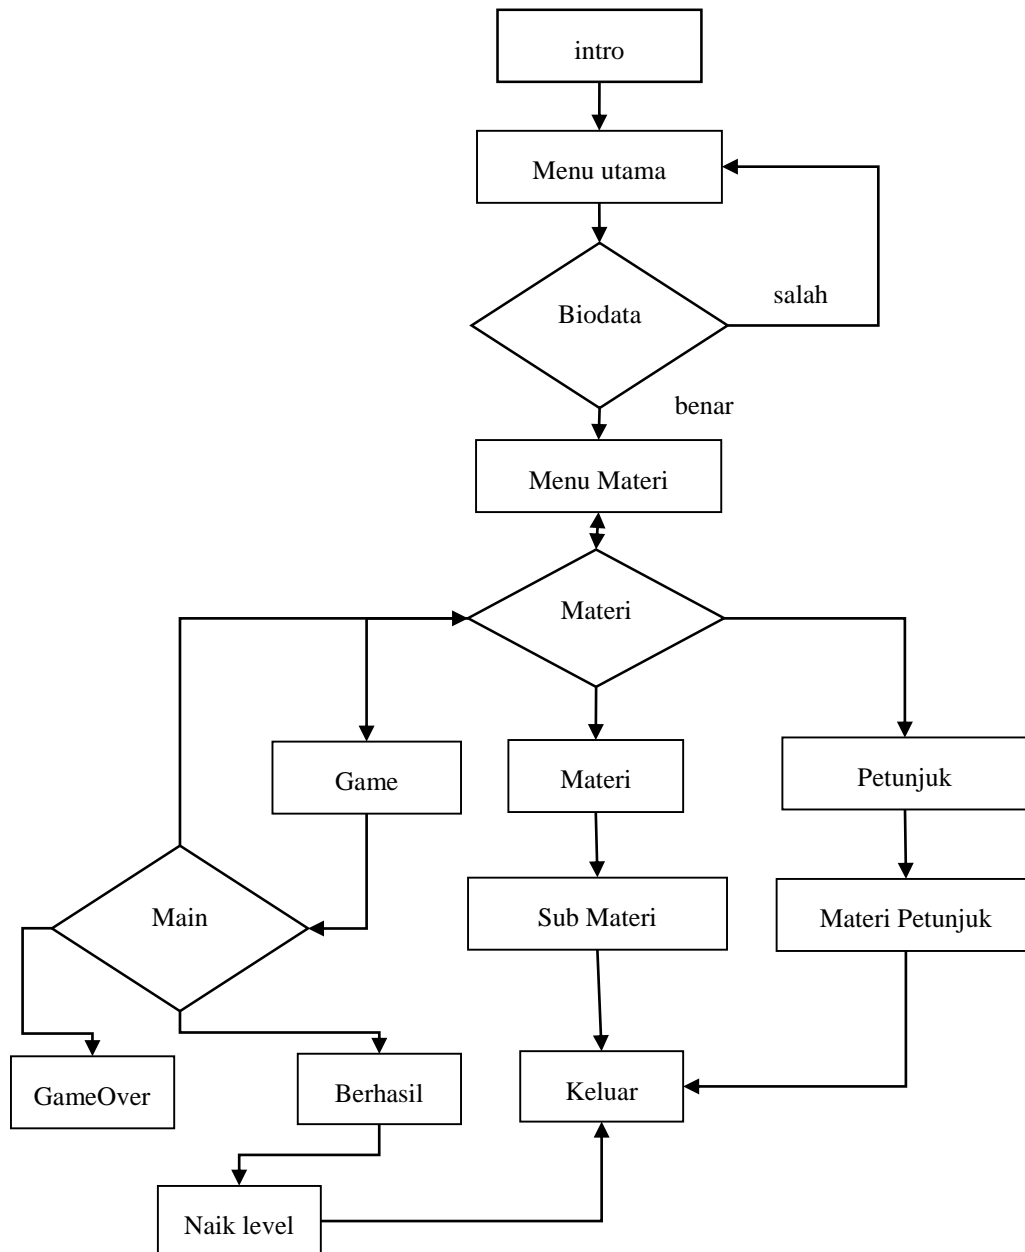 intro
Menu utama
salah
Biodata
benar
Menu Materi
Materi
Game
Materi
Petunjuk
Main
Sub Materi
Materi Petunjuk
GameOver
Berhasil
Keluar
Naik level